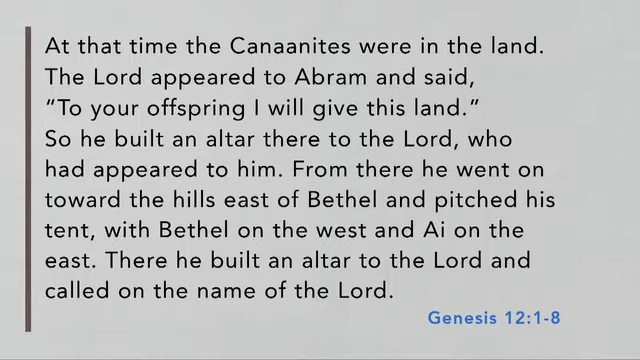 At that time the Canaanites were in the land.
The Lord appeared to Abram and said,
“To your offspring I will give this land.”
So he built an altar there to the Lord, who
had appeared to him. From there he went on
toward the hills east of Bethel and pitched his
tent, with Bethel on the west and Ai on the
east. There he built an altar to the Lord and
called on the name of the Lord.
Genesis 12:1-8